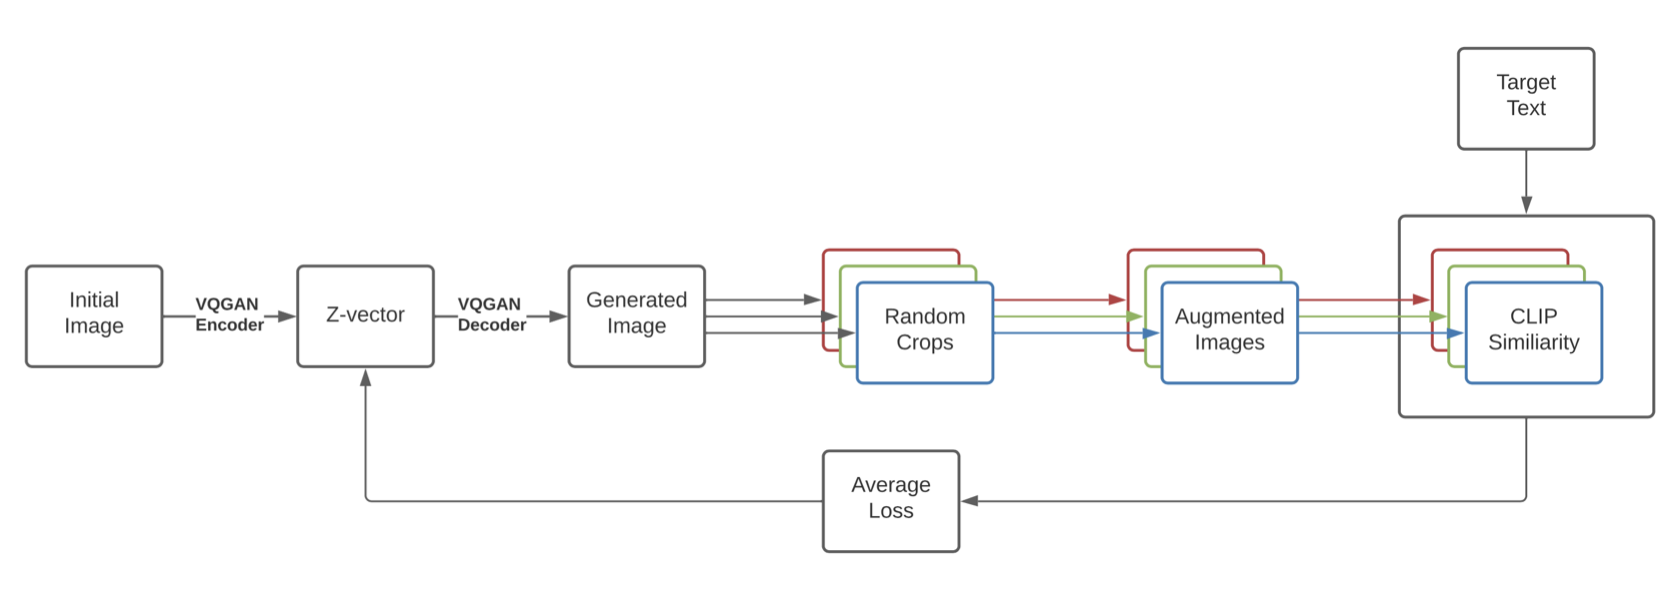 Target
Text
Initial
Image
VQGAN
Encoder
Z-vector
VQGAN
Decoder
Generated
Image
Random
Crops
Augmented
Images
CLIP
Similiarity
Average
Loss